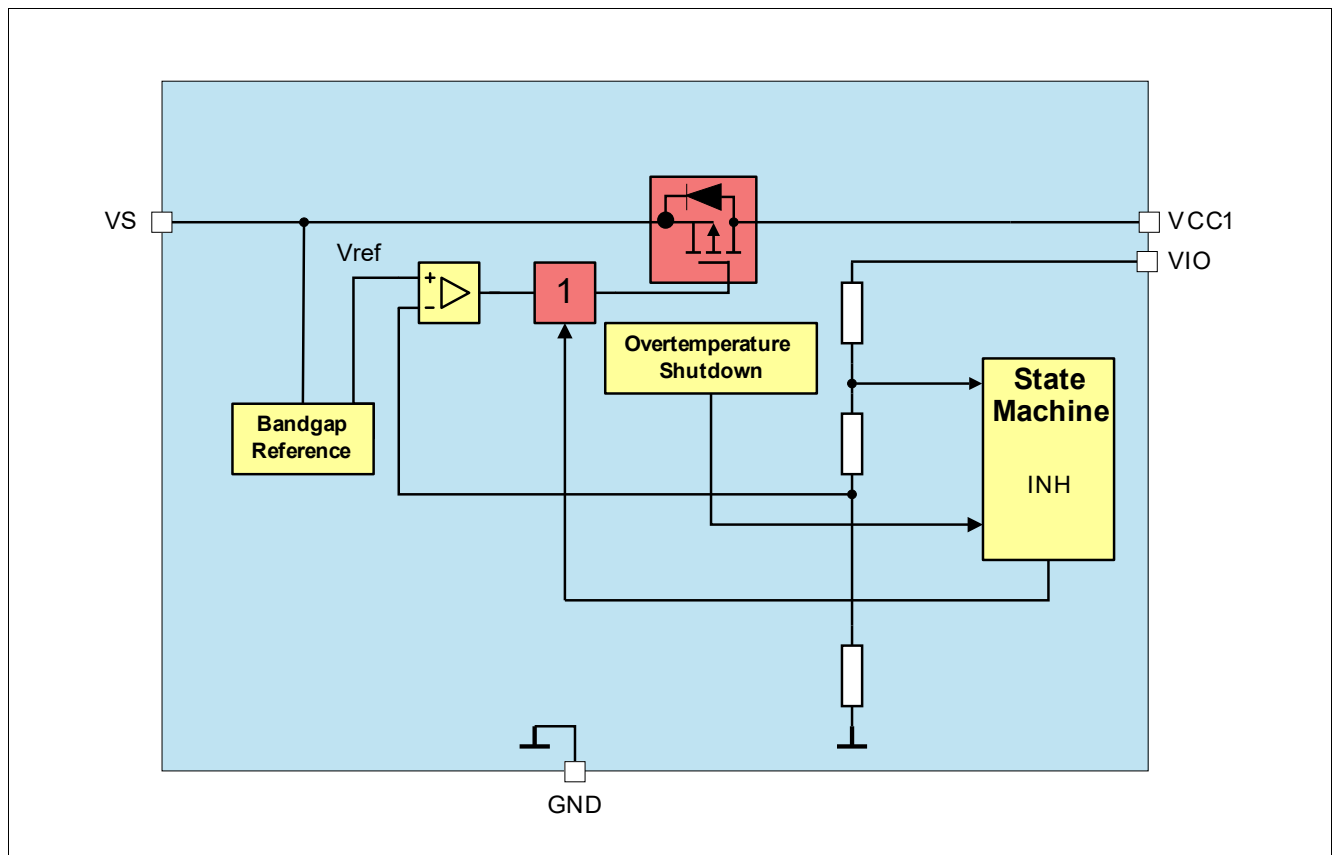 VS
VCC1
VIO
Vref
+
-
1
Overtemperature
Shutdown
State
Machine
INH
Bandgap
Reference
GND